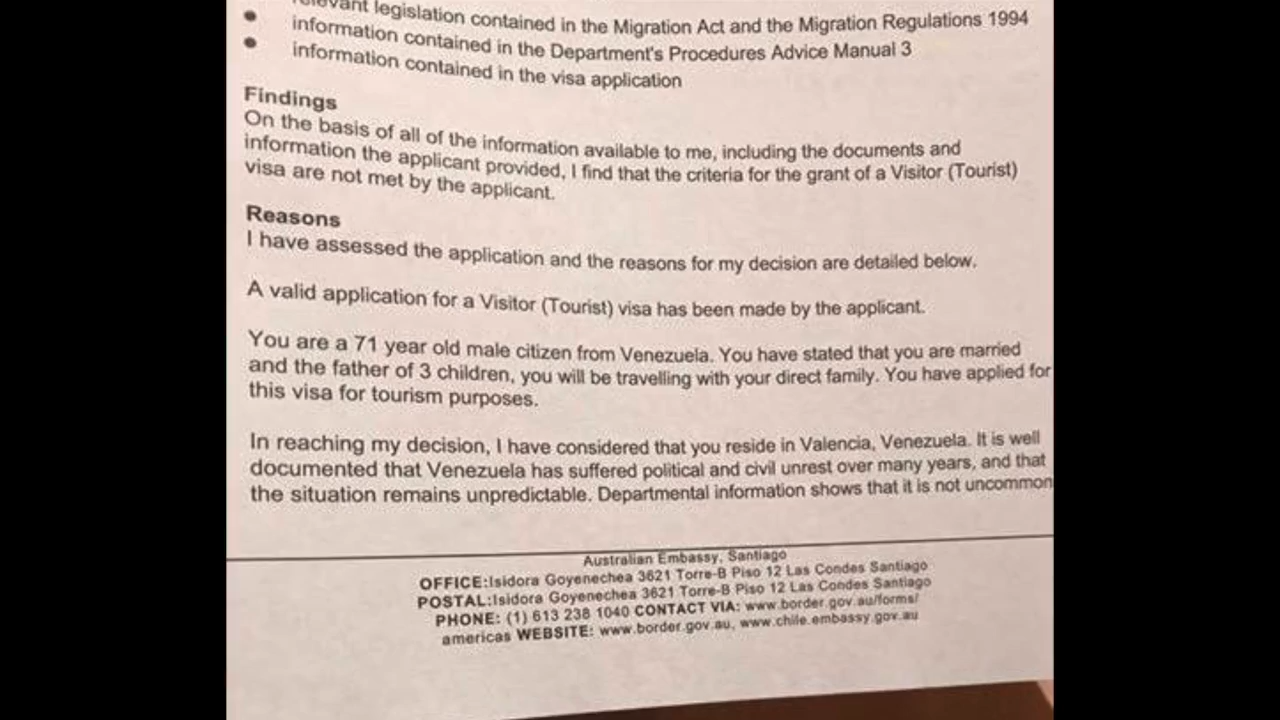 relevant legislation contained in the Migration Act and the Migration Regulations 1994
information contained in the Department's Procedures Advice Manual 3
information contained in the visa application
Findings
On the basis of all of the information available to me, including the documents and
information the applicant provided, I find that the criteria for the grant of a Visitor (Tourist)
visa are not met by the applicant.
Reasons
I have assessed the application and the reasons for my decision are detailed below.
A valid application for a Visitor (Tourist) visa has been made by the applicant.
You are a 71 year old male citizen from Venezuela. You have stated that you are married
and the father of 3 children, you will be travelling with your direct family. You have applied for
this visa for tourism purposes.
In reaching my decision, I have considered that you reside in Valencia, Venezuela. It is well
documented that Venezuela has suffered political and civil unrest over many years, and that
the situation remains unpredictable. Departmental information shows that it is not uncommon
Australian Embassy, Santiago
OFFICE:Isidora Goyenechea 3621 Torre-B Piso 12 Las Condes Santiago
POSTAL:Isidora Goyenechea 3621 Torre-B Piso 12 Las Condes Santiago
PHONE: (1) 613 238 1040 CONTACT VIA: www.border.gov.au/forms/
americas WEBSITE: www.border.gov.au, www.chile.embassy.gov.au